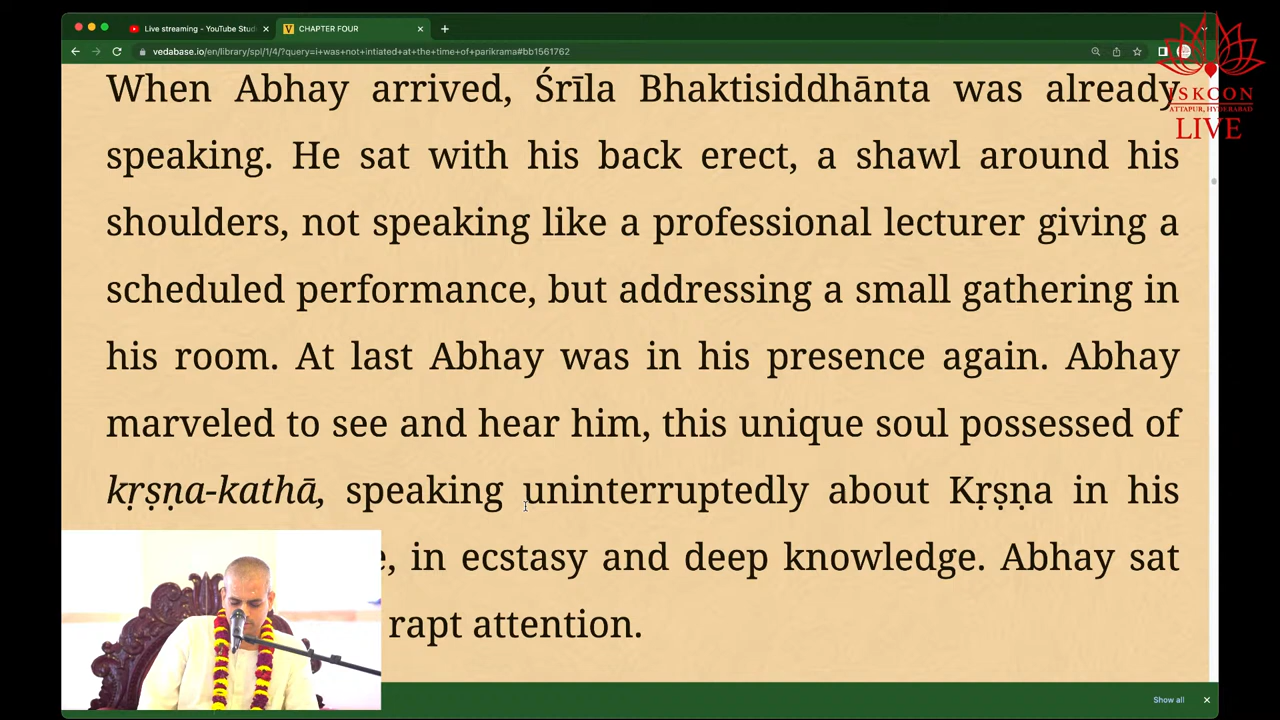 Live streaming - YouTube Stud
CHAPTER FOUR
vedabase.io/en/library/spl/1/4/?query=i+was+not+intiated+at+the+time+of+parikrama#bb1561762
ISKCON
ATTAPUR, HYDERABAD
LIVE
When Abhay arrived, Śrīla Bhaktisiddhānta was already
speaking. He sat with his back erect, a shawl around his
shoulders, not speaking like a professional lecturer giving a
scheduled performance, but addressing a small gathering in
his room. At last Abhay was in his presence again. Abhay
marveled to see and hear him, this unique soul possessed of
kṛṣṇa-kathā, speaking uninterruptedly about Kṛṣṇa in his
e, in ecstasy and deep knowledge. Abhay sat
rapt attention.
Show all